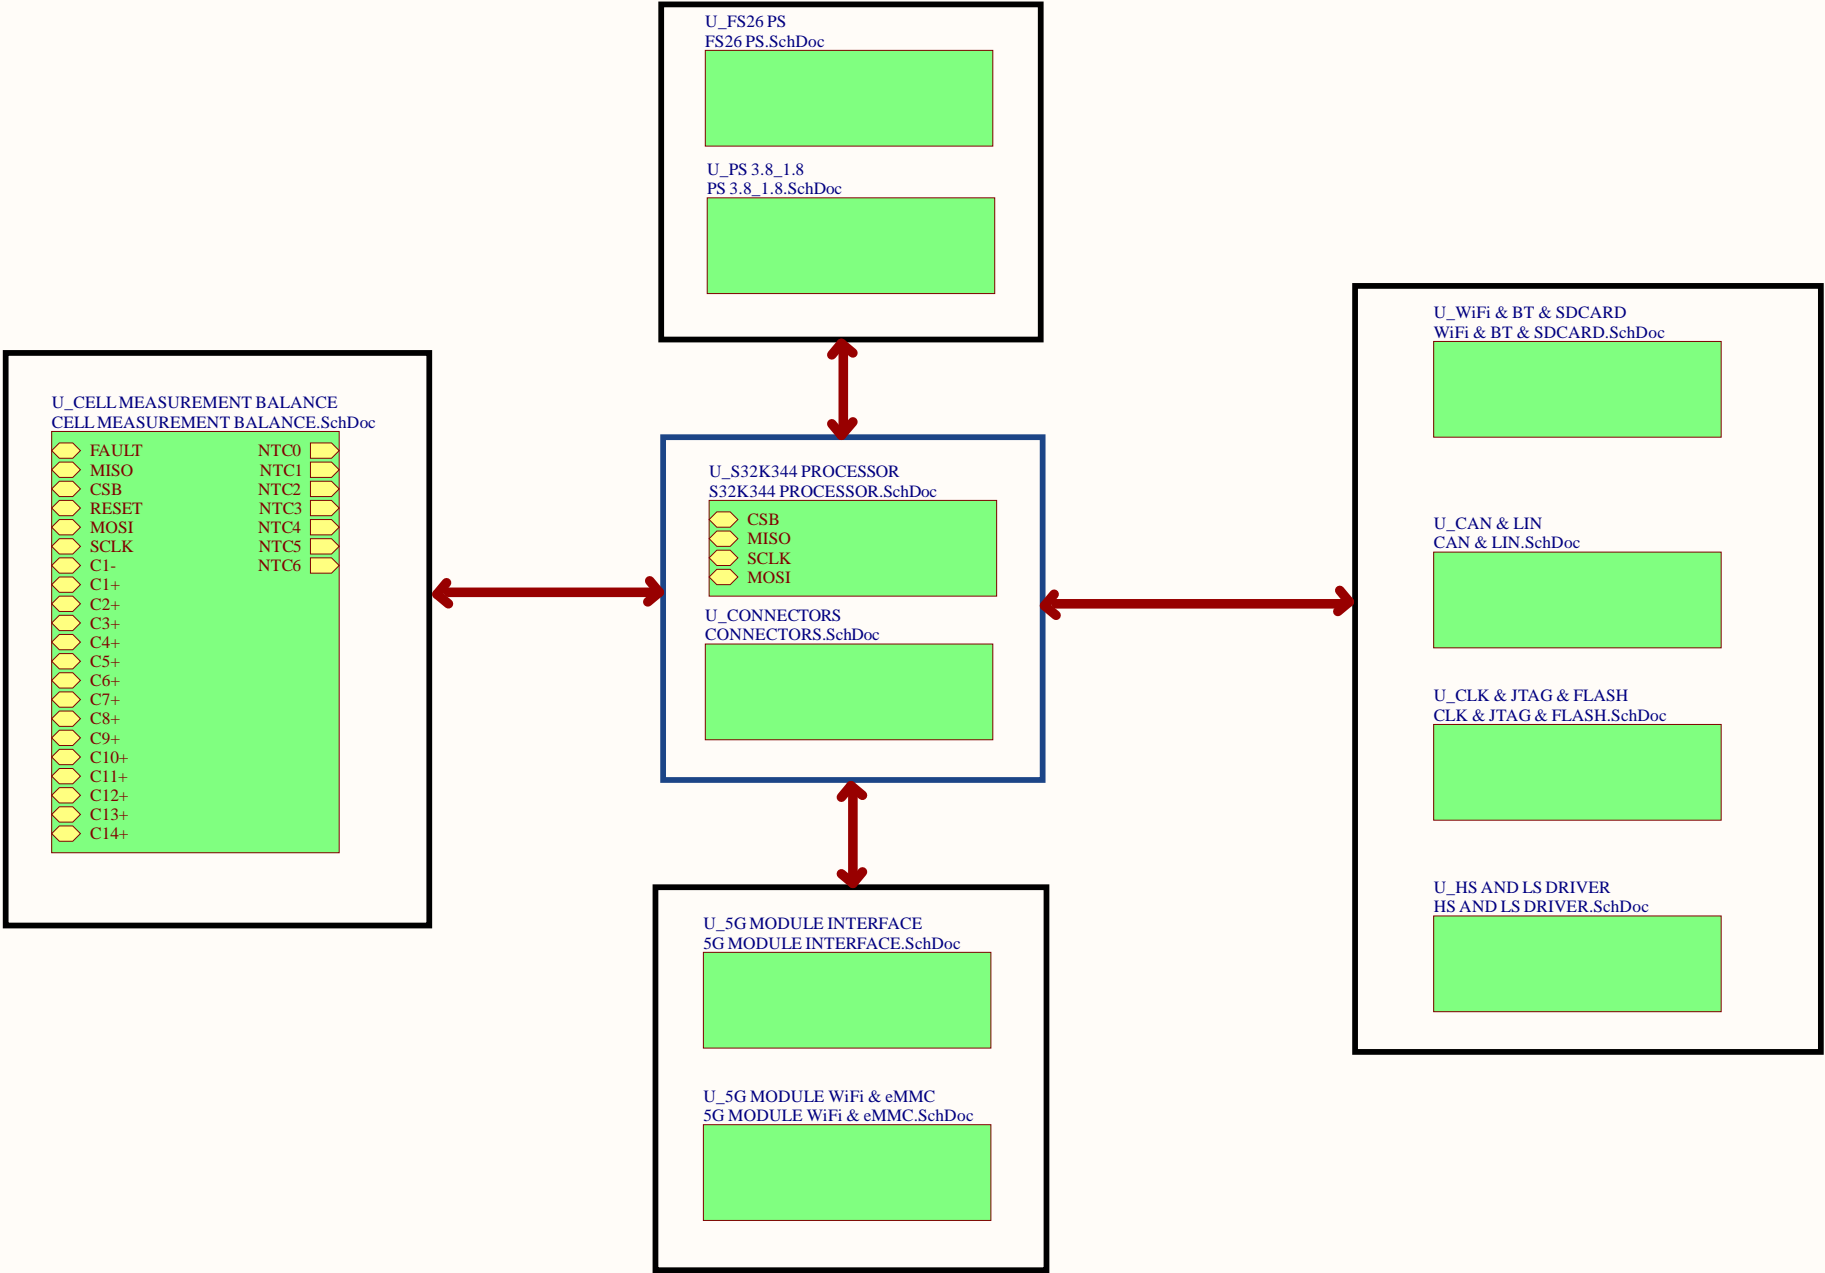 U_FS26 PS
FS26 PS.SchDoc
U_PS 3.8_1.8
PS 3.8_1.8.SchDoc
U_CELL MEASUREMENT BALANCE
CELL MEASUREMENT BALANCE.SchDoc
FAULT NTC0
MISO NTC1
CSB NTC2
RESET NTC3
MOSI NTC4
SCLK NTC5
C1- NTC6
C1+
C2+
C3+
C4+
C5+
C6+
C7+
C8+
C9+
C10+
C11+
C12+
C13+
C14+
U_S32K344 PROCESSOR
S32K344 PROCESSOR.SchDoc
CSB
MISO
SCLK
MOSI
U_CONNECTORS
CONNECTORS.SchDoc
U_WiFi & BT & SDCARD
WiFi & BT & SDCARD.SchDoc
U_CAN & LIN
CAN & LIN.SchDoc
U_CLK & JTAG & FLASH
CLK & JTAG & FLASH.SchDoc
U_HS AND LS DRIVER
HS AND LS DRIVER.SchDoc
U_5G MODULE INTERFACE
5G MODULE INTERFACE.SchDoc
U_5G MODULE WiFi & eMMC
5G MODULE WiFi & eMMC.SchDoc